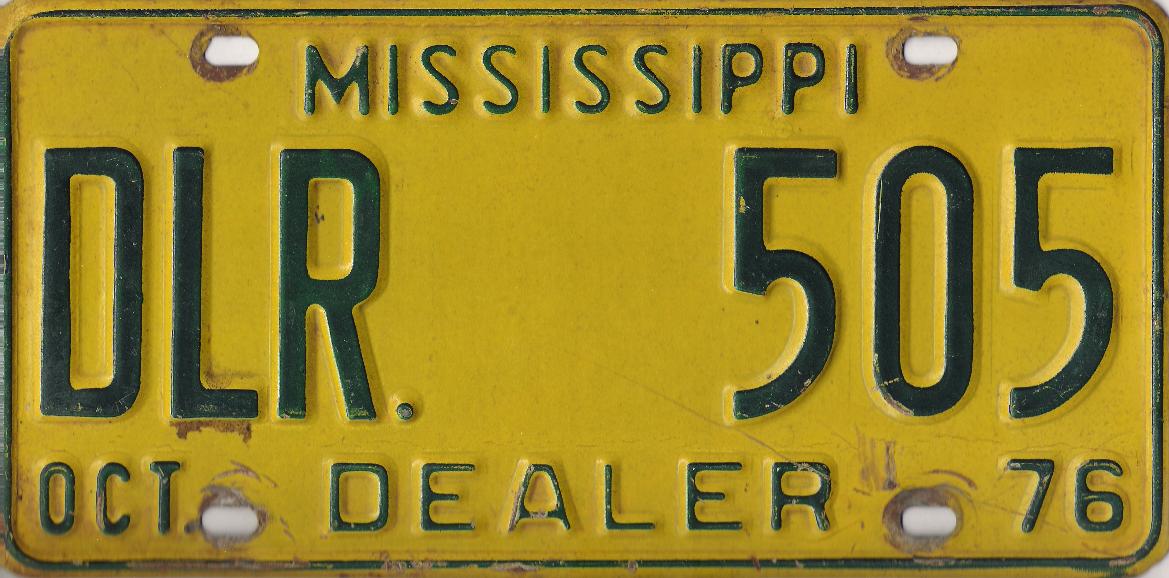 MISSISSIPPI
DLR. 505
OCT. DEALER 76